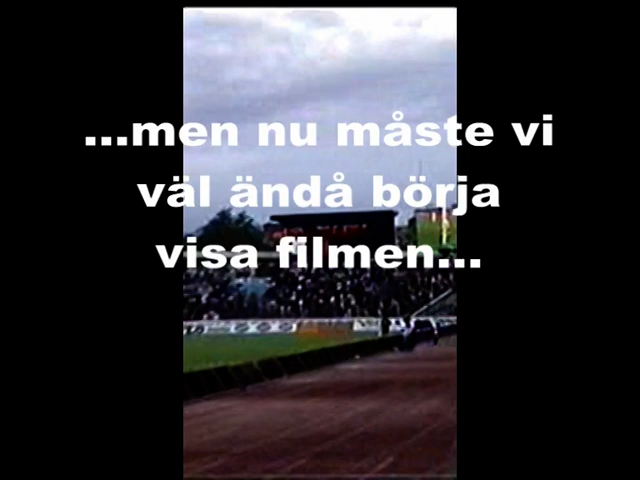 ...men nu måste vi
väl ändå börja
visa filmen...